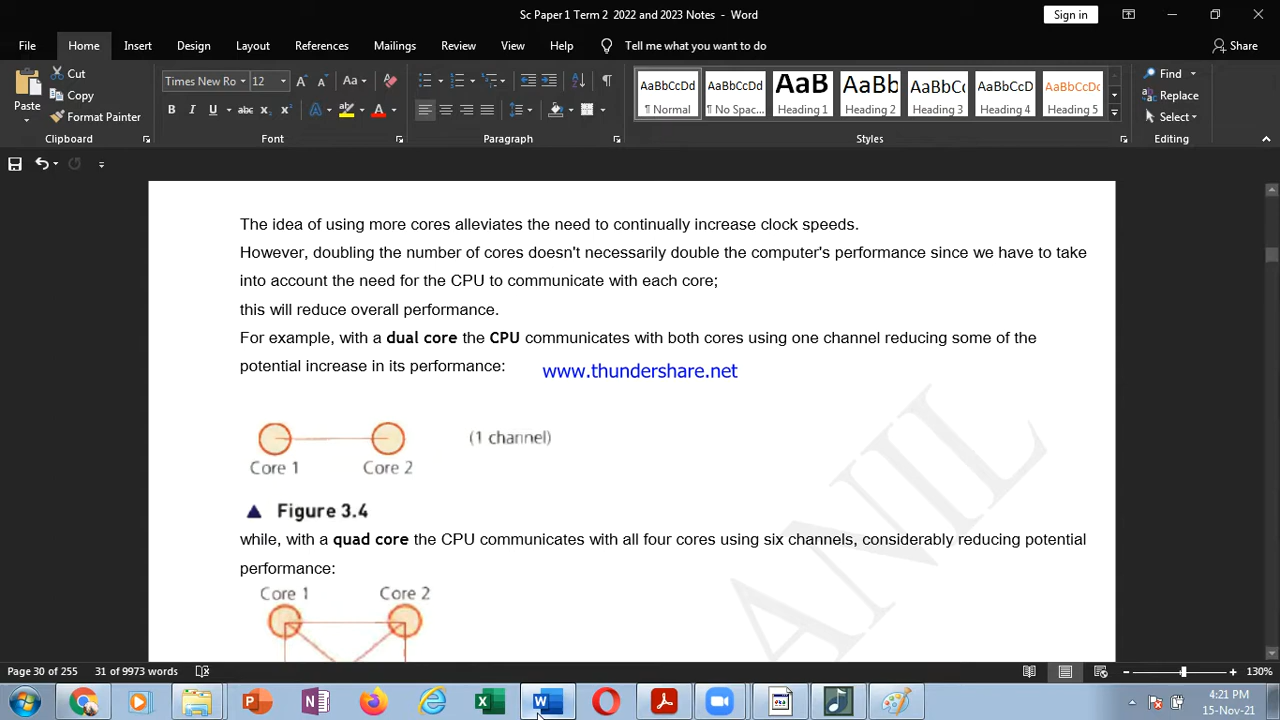 Sc Paper 1 Term 2 2022 and 2023 Notes - Word
Sign in
File Home Insert Design Layout References Mailings Review View Help Tell me what you want to do Share
Paste
Cut
Copy
Format Painter
Clipboard
Times New Ro 12
Font
Paragraph
AaBbCcDd AaBbCcDd AaB AaBbC AaBbCc AaBbCcD AaBbCcDc
¶ Normal ¶ No Spac... Heading 1 Heading 2 Heading 3 Heading 4 Heading 5
Styles
Find
Replace
Select
Editing
The idea of using more cores alleviates the need to continually increase clock speeds.
However, doubling the number of cores doesn't necessarily double the computer's performance since we have to take
into account the need for the CPU to communicate with each core;
this will reduce overall performance.
For example, with a dual core the CPU communicates with both cores using one channel reducing some of the
potential increase in its performance:
www.thundershare.net
(1 channel)
Core 1 Core 2
▲ Figure 3.4
while, with a quad core the CPU communicates with all four cores using six channels, considerably reducing potential
performance:
Core 1 Core 2
ANIL
Page 30 of 255 31 of 9973 words
130%
4:21 PM
15-Nov-21